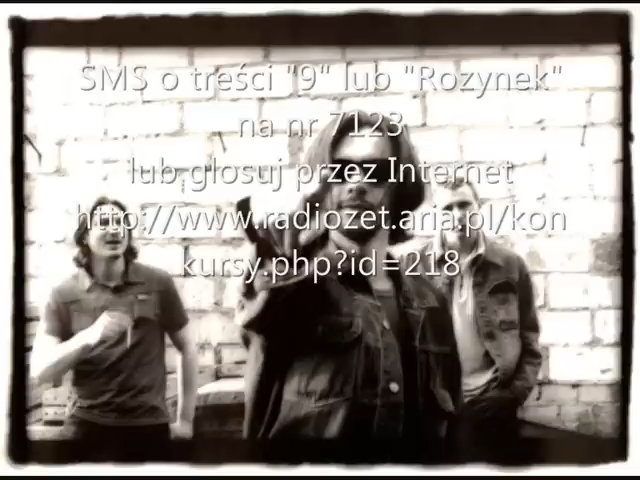 SMS o treści "9" lub "Rozynek"
na nr 7123
lub głosuj przez Internet
http://www.radiozet.aria.pl/kon
kursy.php?id=218